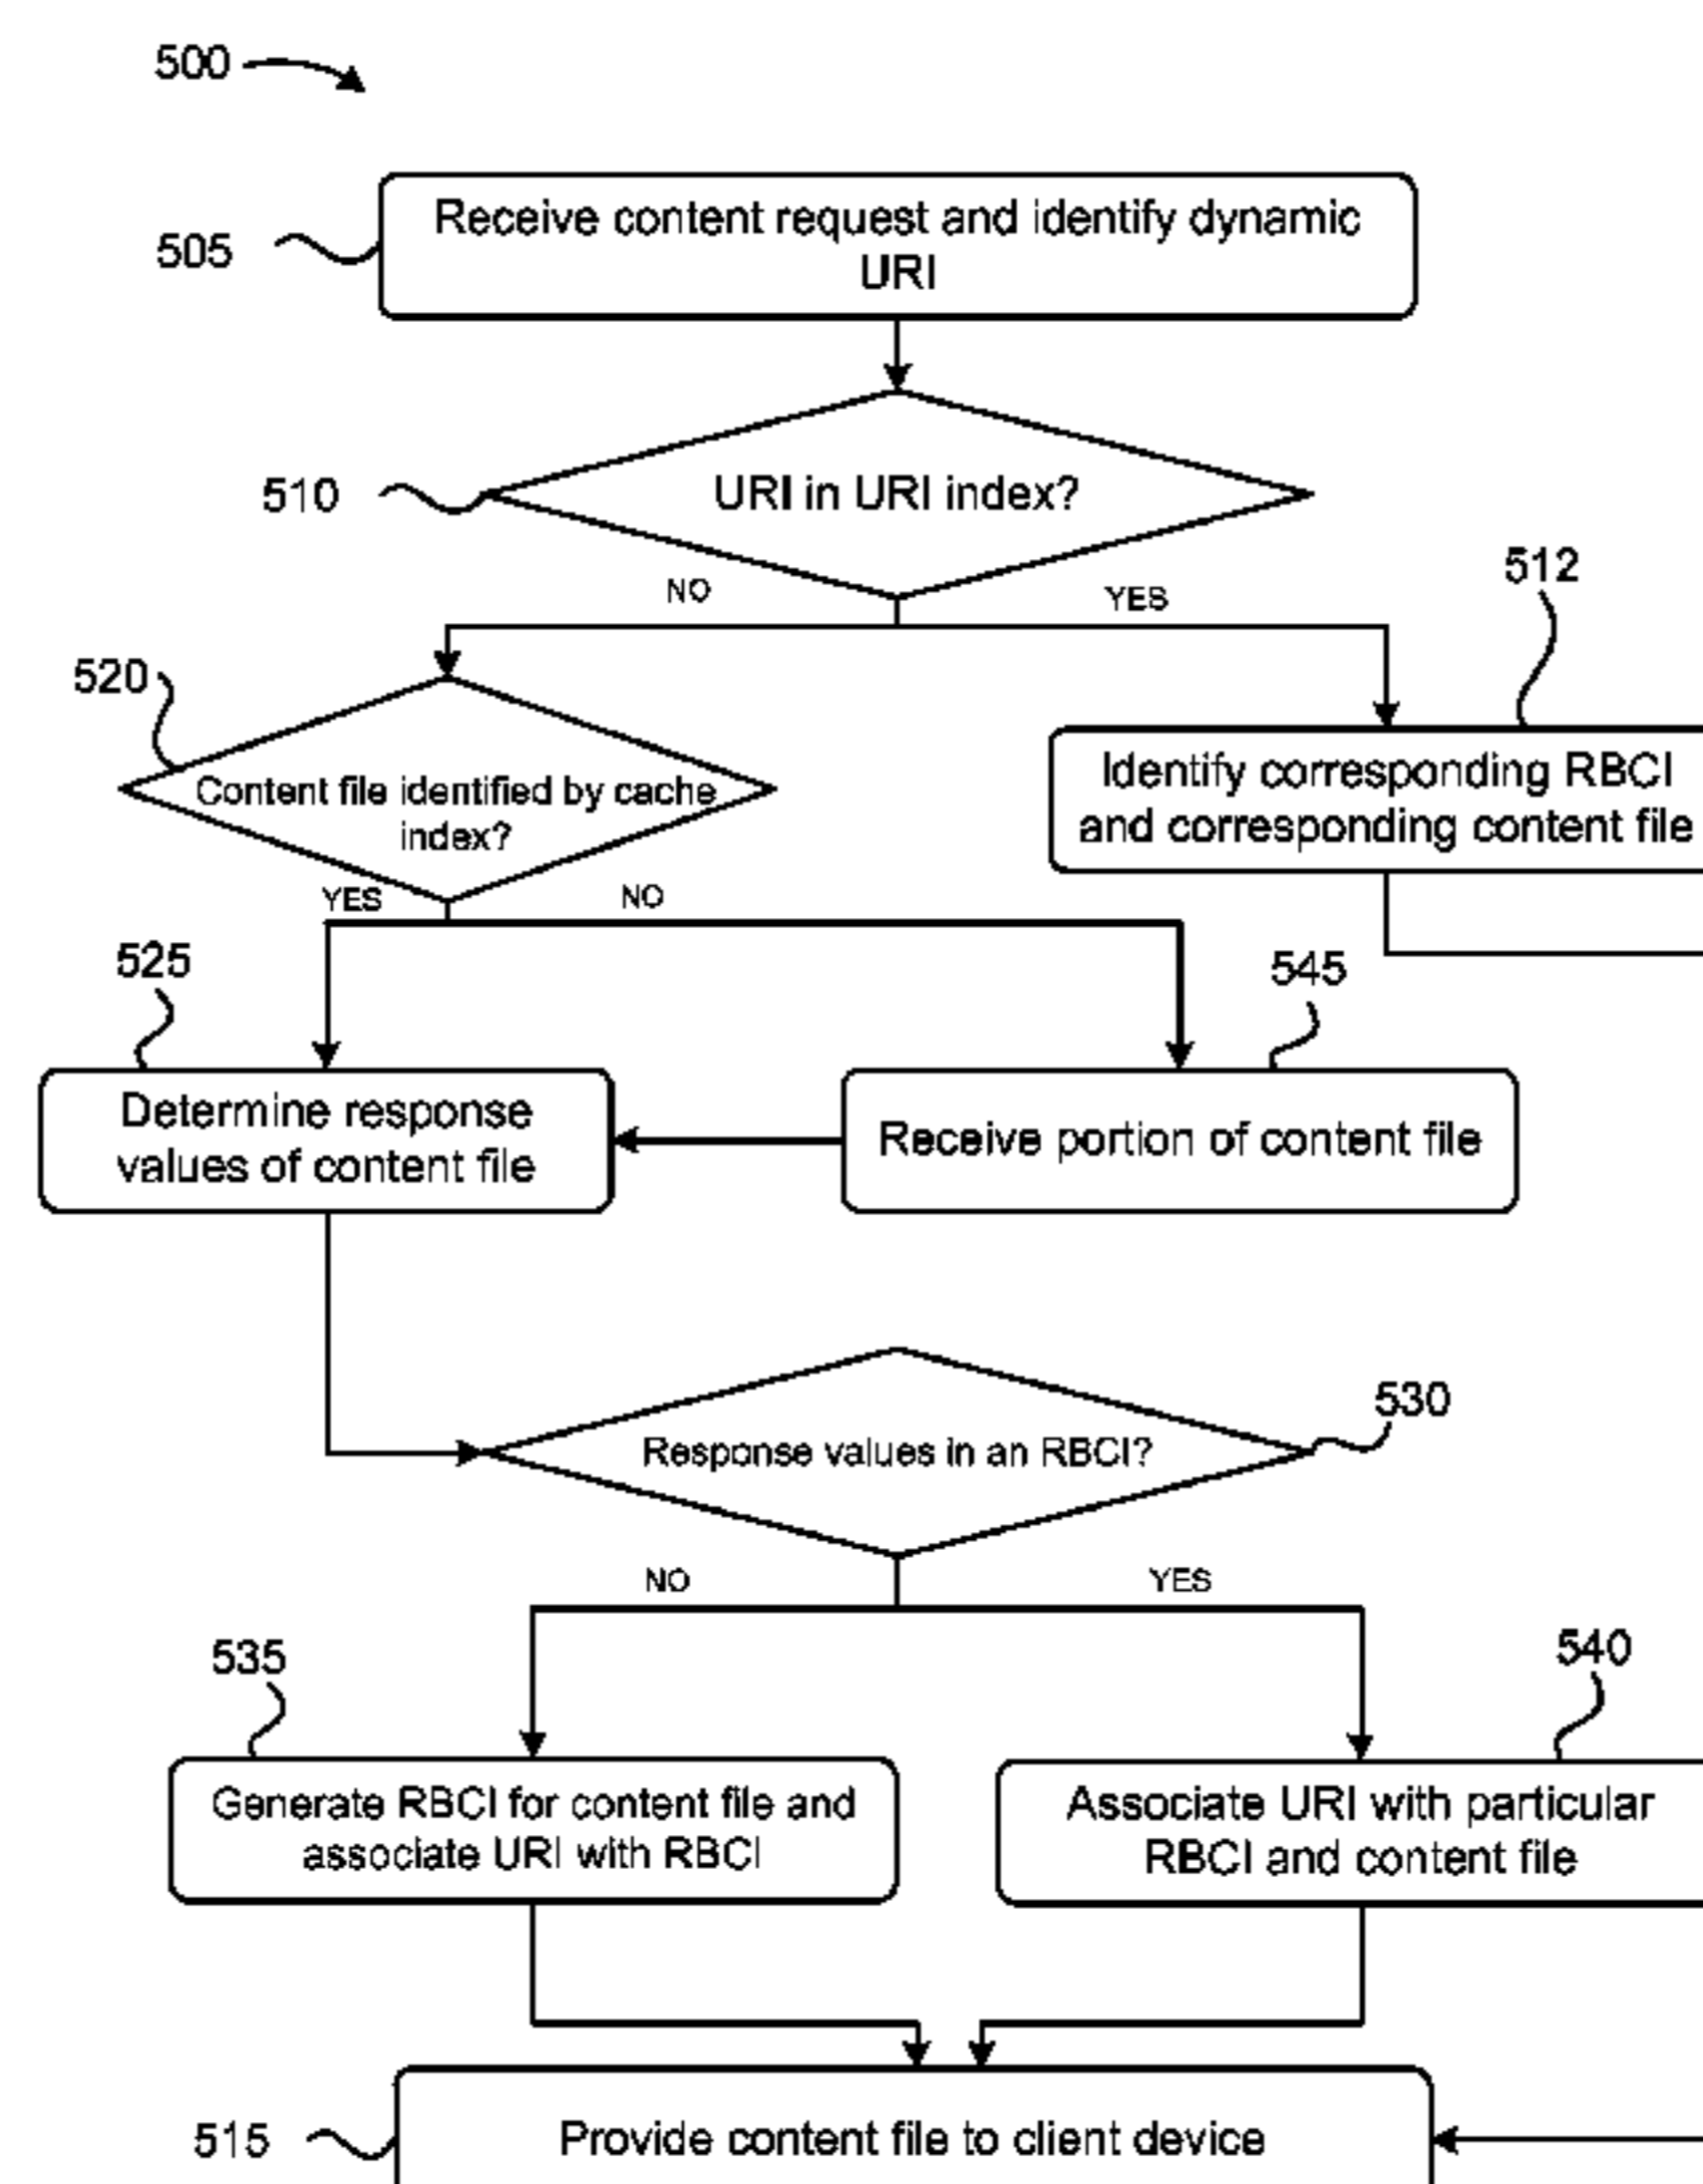 500
505
Receive content request and identify dynamic
URI
510
URI in URI index?
NO
YES
512
520
Content file identified by cache
index?
Identify corresponding RBCI
and corresponding content file
YES
NO
525
545
Determine response
values of content file
Receive portion of content file
530
Response values in an RBCI?
NO
YES
535
540
Generate RBCI for content file and
associate URI with RBCI
Associate URI with particular
RBCI and content file
515
Provide content file to client device